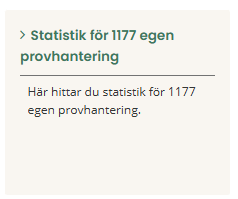 Statistik för 1177 egen
provhantering
Här hittar du statistik för 1177
egen provhantering.